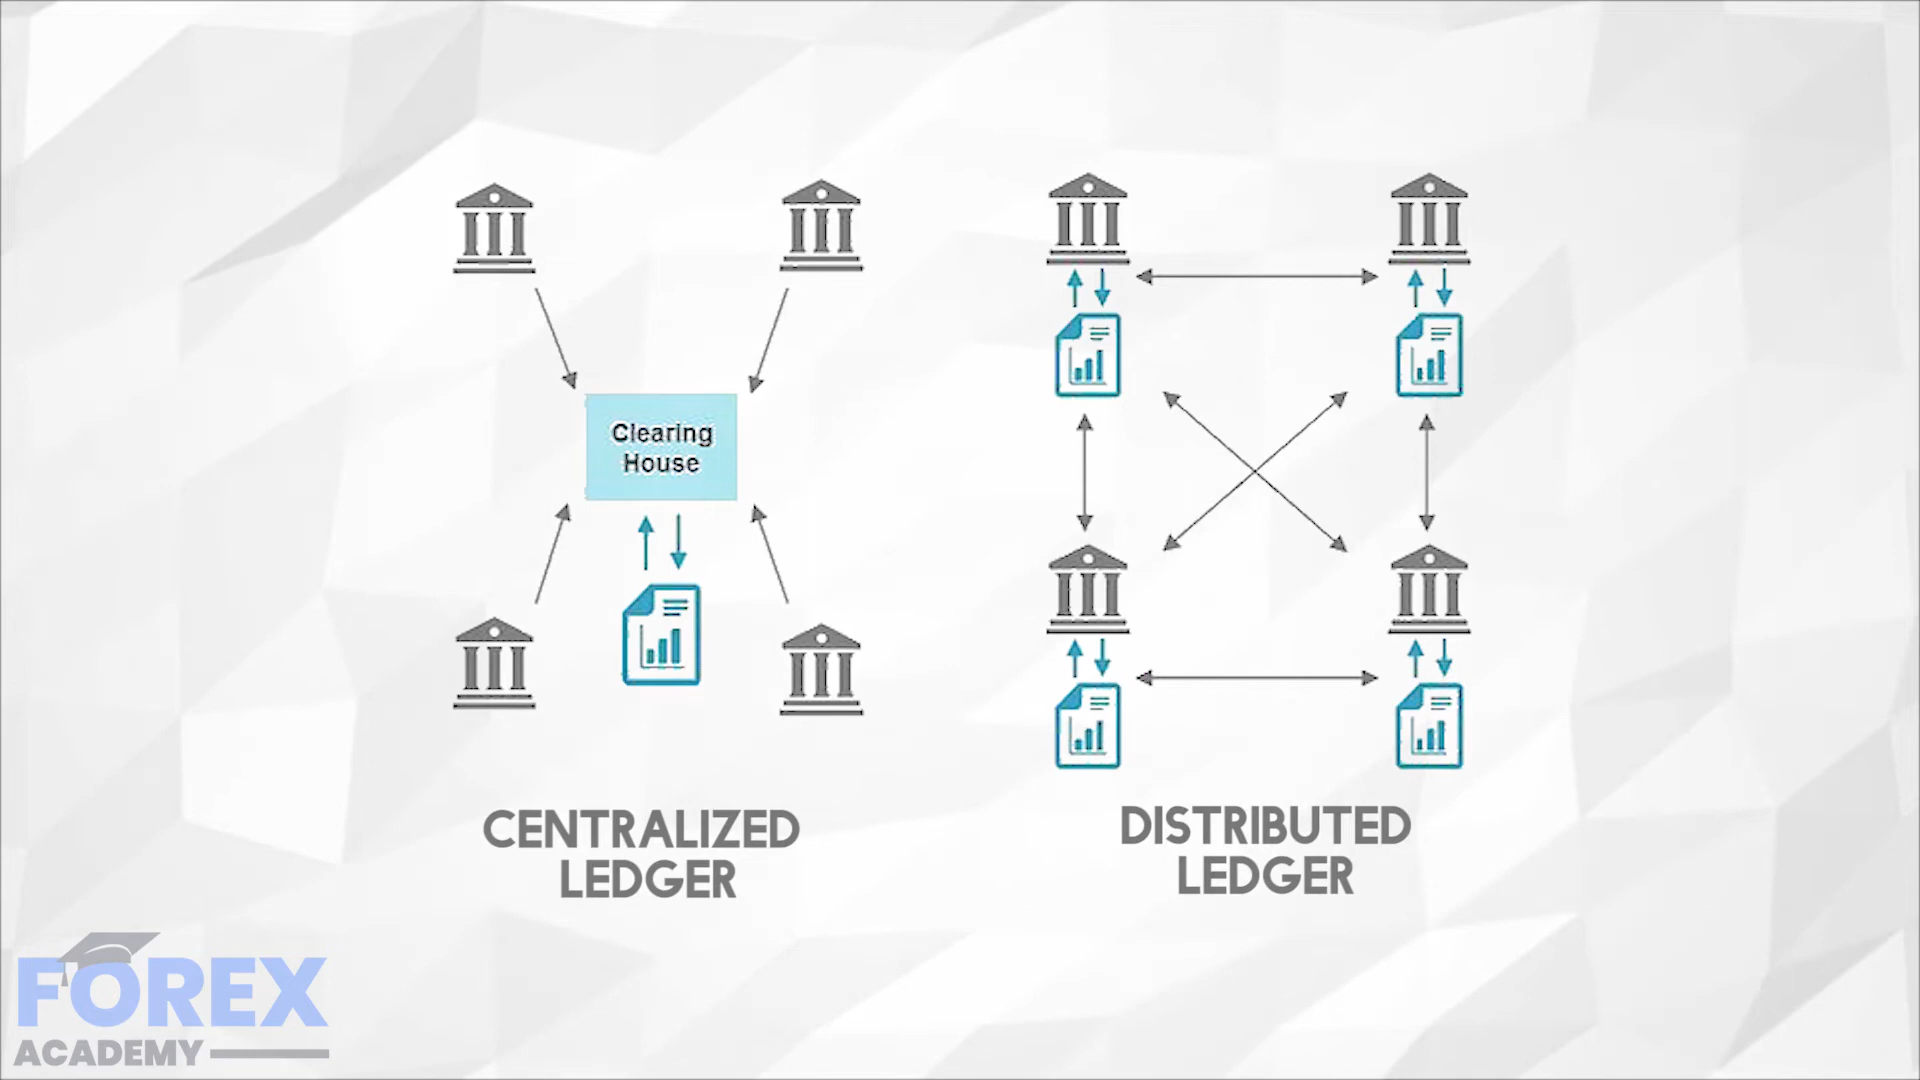 Clearing
House
CENTRALIZED
LEDGER
DISTRIBUTED
LEDGER
FOREX
ACADEMY